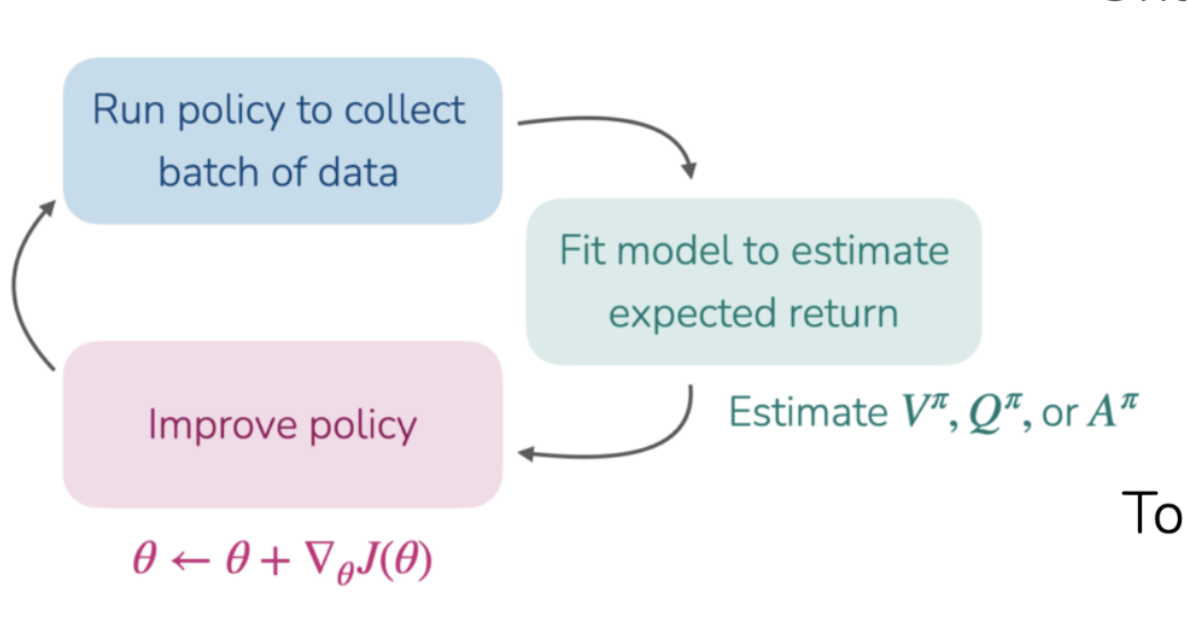 Run policy to collect
batch of data
Fit model to estimate
expected return
Estimate V^π, Q^π, or A^π
Improve policy
θ ← θ + ∇_θJ(θ)
To